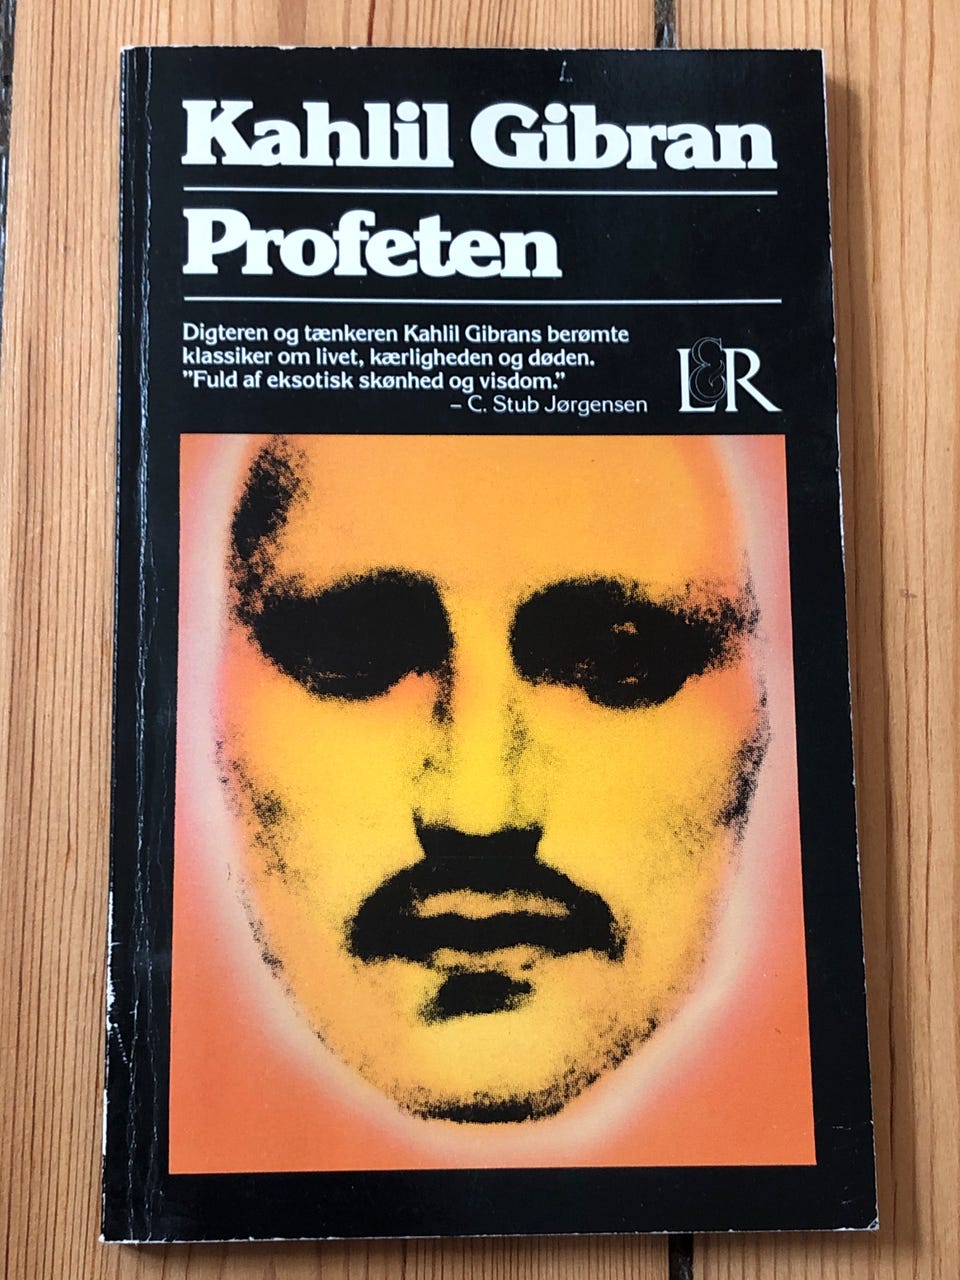 Kahlil Gibran
Profeten
Digteren og tænkeren Kahlil Gibrans berømte
klassiker om livet, kærligheden og døden.
"Fuld af eksotisk skønhed og visdom."
– C. Stub Jørgensen
L&R